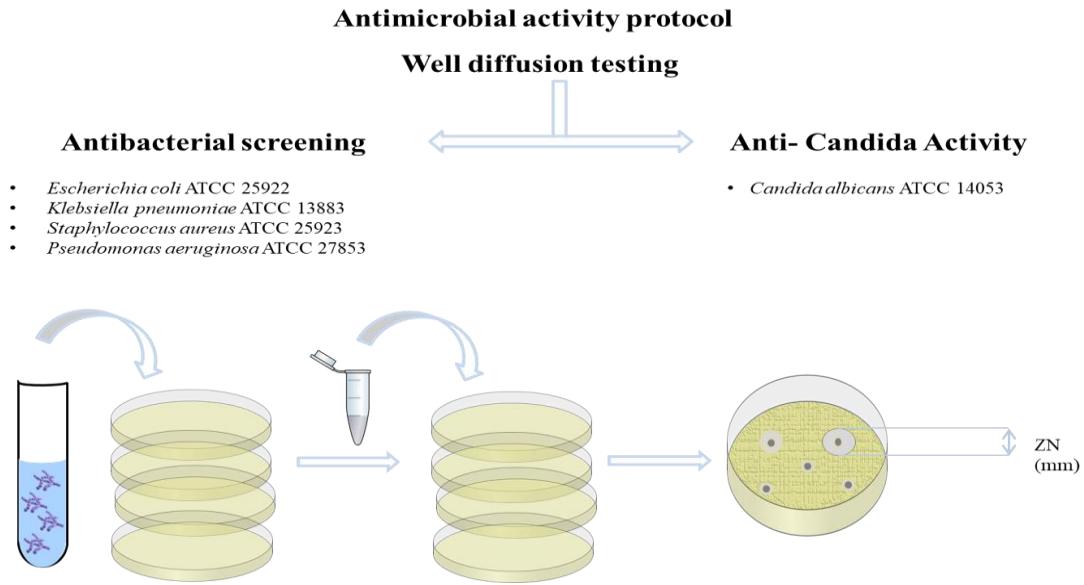 Antimicrobial activity protocol
Well diffusion testing
Antibacterial screening
• Escherichia coli ATCC 25922
• Klebsiella pneumoniae ATCC 13883
• Staphylococcus aureus ATCC 25923
• Pseudomonas aeruginosa ATCC 27853
Anti- Candida Activity
• Candida albicans ATCC 14053
ZN
(mm)